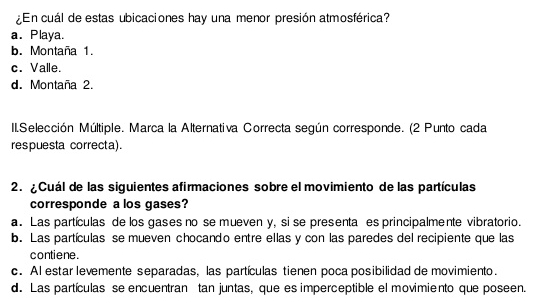 ¿En cuál de estas ubicaciones hay una menor presión atmosférica?
a. Playa.
b. Montaña 1.
c. Valle.
d. Montaña 2.
II.Selección Múltiple. Marca la Alternativa Correcta según corresponde. (2 Punto cada
respuesta correcta).
2. ¿Cuál de las siguientes afirmaciones sobre el movimiento de las partículas
corresponde a los gases?
a. Las partículas de los gases no se mueven y, si se presenta es principalmente vibratorio.
b. Las partículas se mueven chocando entre ellas y con las paredes del recipiente que las
contiene.
c. Al estar levemente separadas, las partículas tienen poca posibilidad de movimiento.
d. Las partículas se encuentran tan juntas, que es imperceptible el movimiento que poseen.